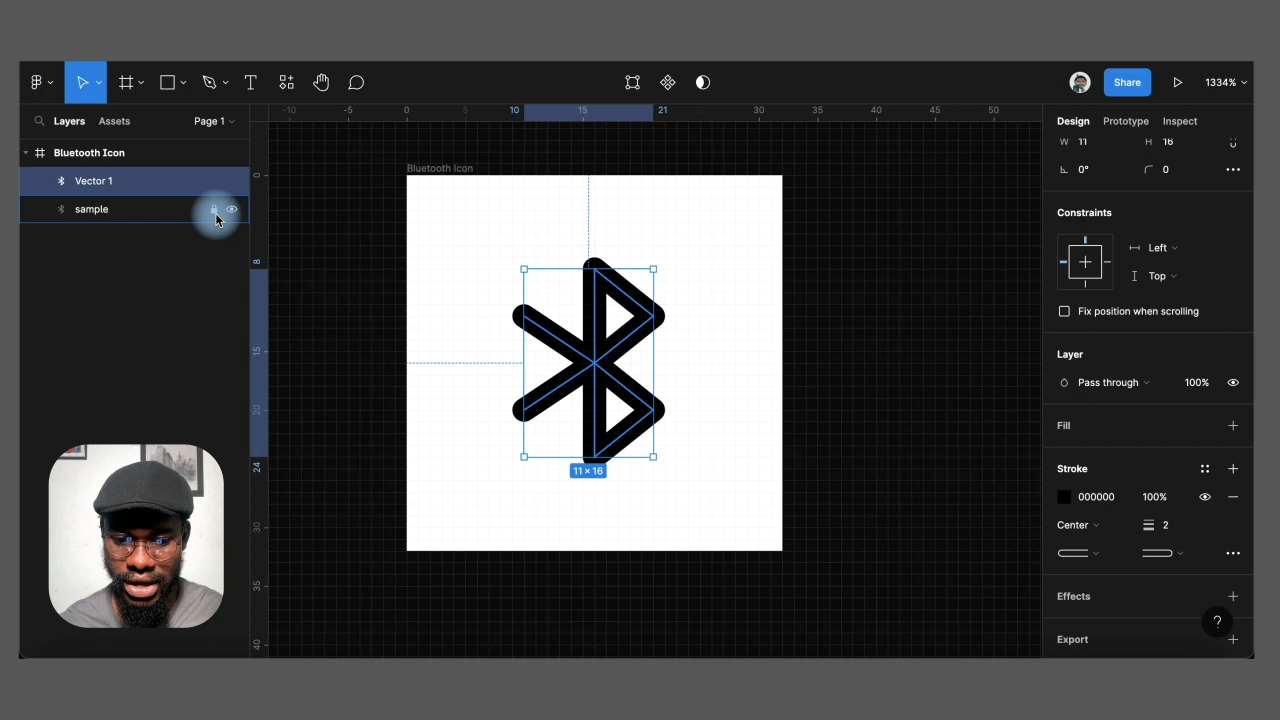 Share
1334%
Layers
Assets
Page 1
-10
-5
0
5
10
15
21
30
35
40
45
50
Design
Prototype
Inspect
W 11
H 16
0°
0
Bluetooth Icon
Vector 1
sample
Bluetooth Icon
0
8
15
20
24
30
35
40
11 × 16
Constraints
Left
Top
Fix position when scrolling
Layer
Pass through
100%
Fill
Stroke
000000
100%
Center
2
Effects
?
Export